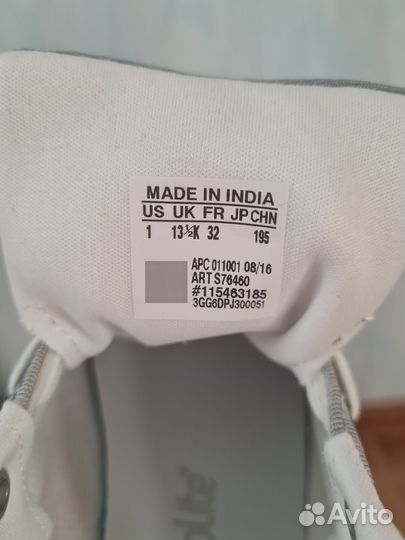 MADE IN INDIA
US UK FR JP CHN
1 13½K 32 195
APC 011001 08/16
ART S76460
#115463185
3GG6DPJ300051
Avito